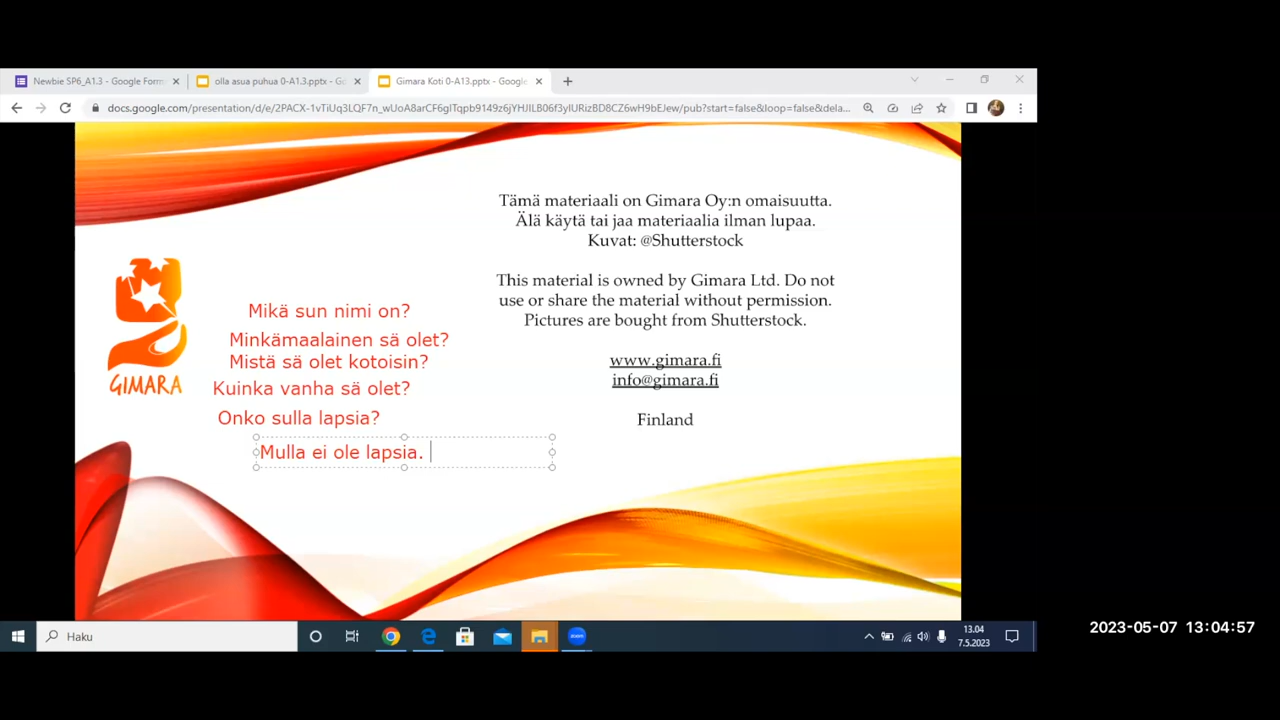 Newbie SP6_A1.3 - Google Form
olla asua puhua 0-A1.3.pptx - Go
Gimara Koti 0-A13.pptx - Google
docs.google.com/presentation/d/e/2PACX-1vTiUq3LQF7n_wUoA8arCF6gITqpb9149z6jYHJILB06f3yIURizBD8CZ6wH9bEJew/pub?start=false&loop=false&dela...
Tämä materiaali on Gimara Oy:n omaisuutta.
Älä käytä tai jaa materiaalia ilman lupaa.
Kuvat: @Shutterstock
This material is owned by Gimara Ltd. Do not
use or share the material without permission.
Pictures are bought from Shutterstock.
www.gimara.fi
info@gimara.fi
Finland
GIMARA
Mikä sun nimi on?
Minkämaalainen sä olet?
Mistä sä olet kotoisin?
Kuinka vanha sä olet?
Onko sulla lapsia?
Mulla ei ole lapsia.
Haku
zoom
13.04
7.5.2023
2023-05-07 13:04:57